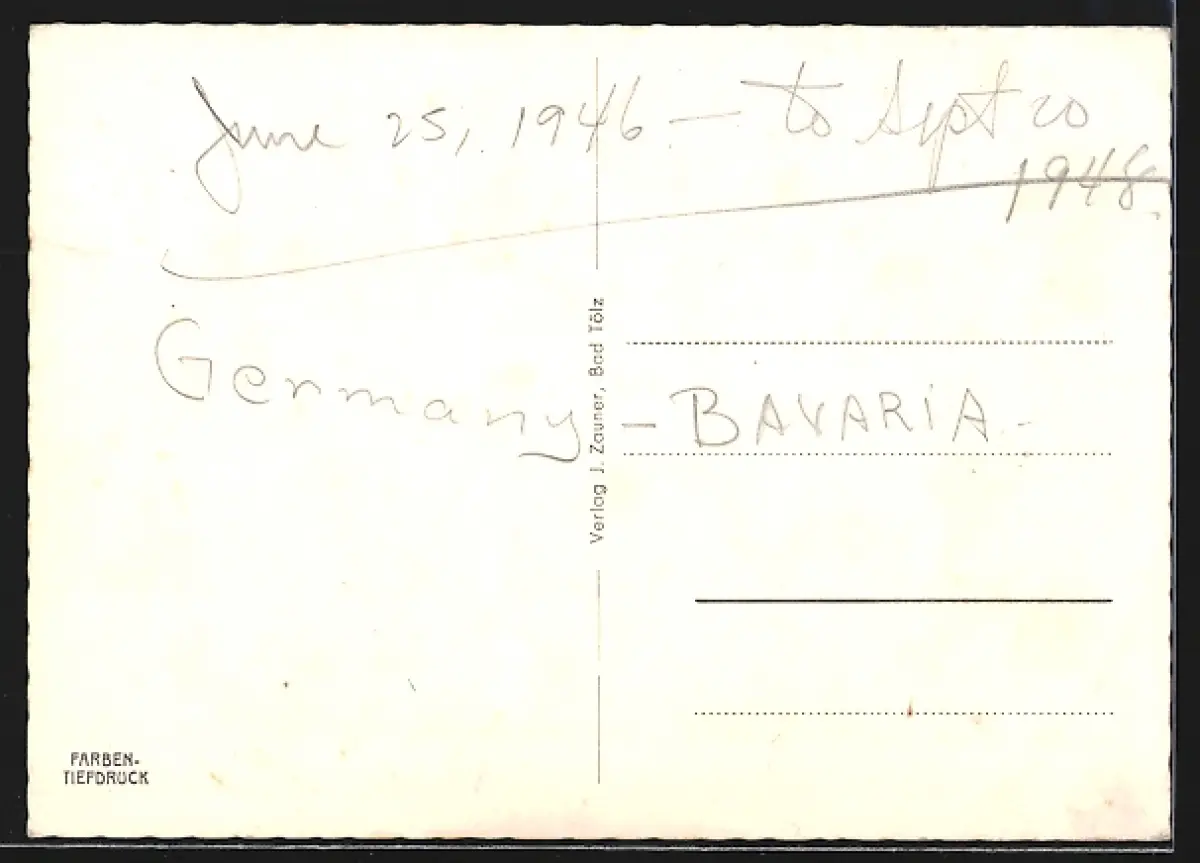 June 25, 1946 — to Sept 20
1948.
Germany — BAVARIA —
Verlag J. Zauner, Bad Tölz
FARBEN-
TIEFDRUCK